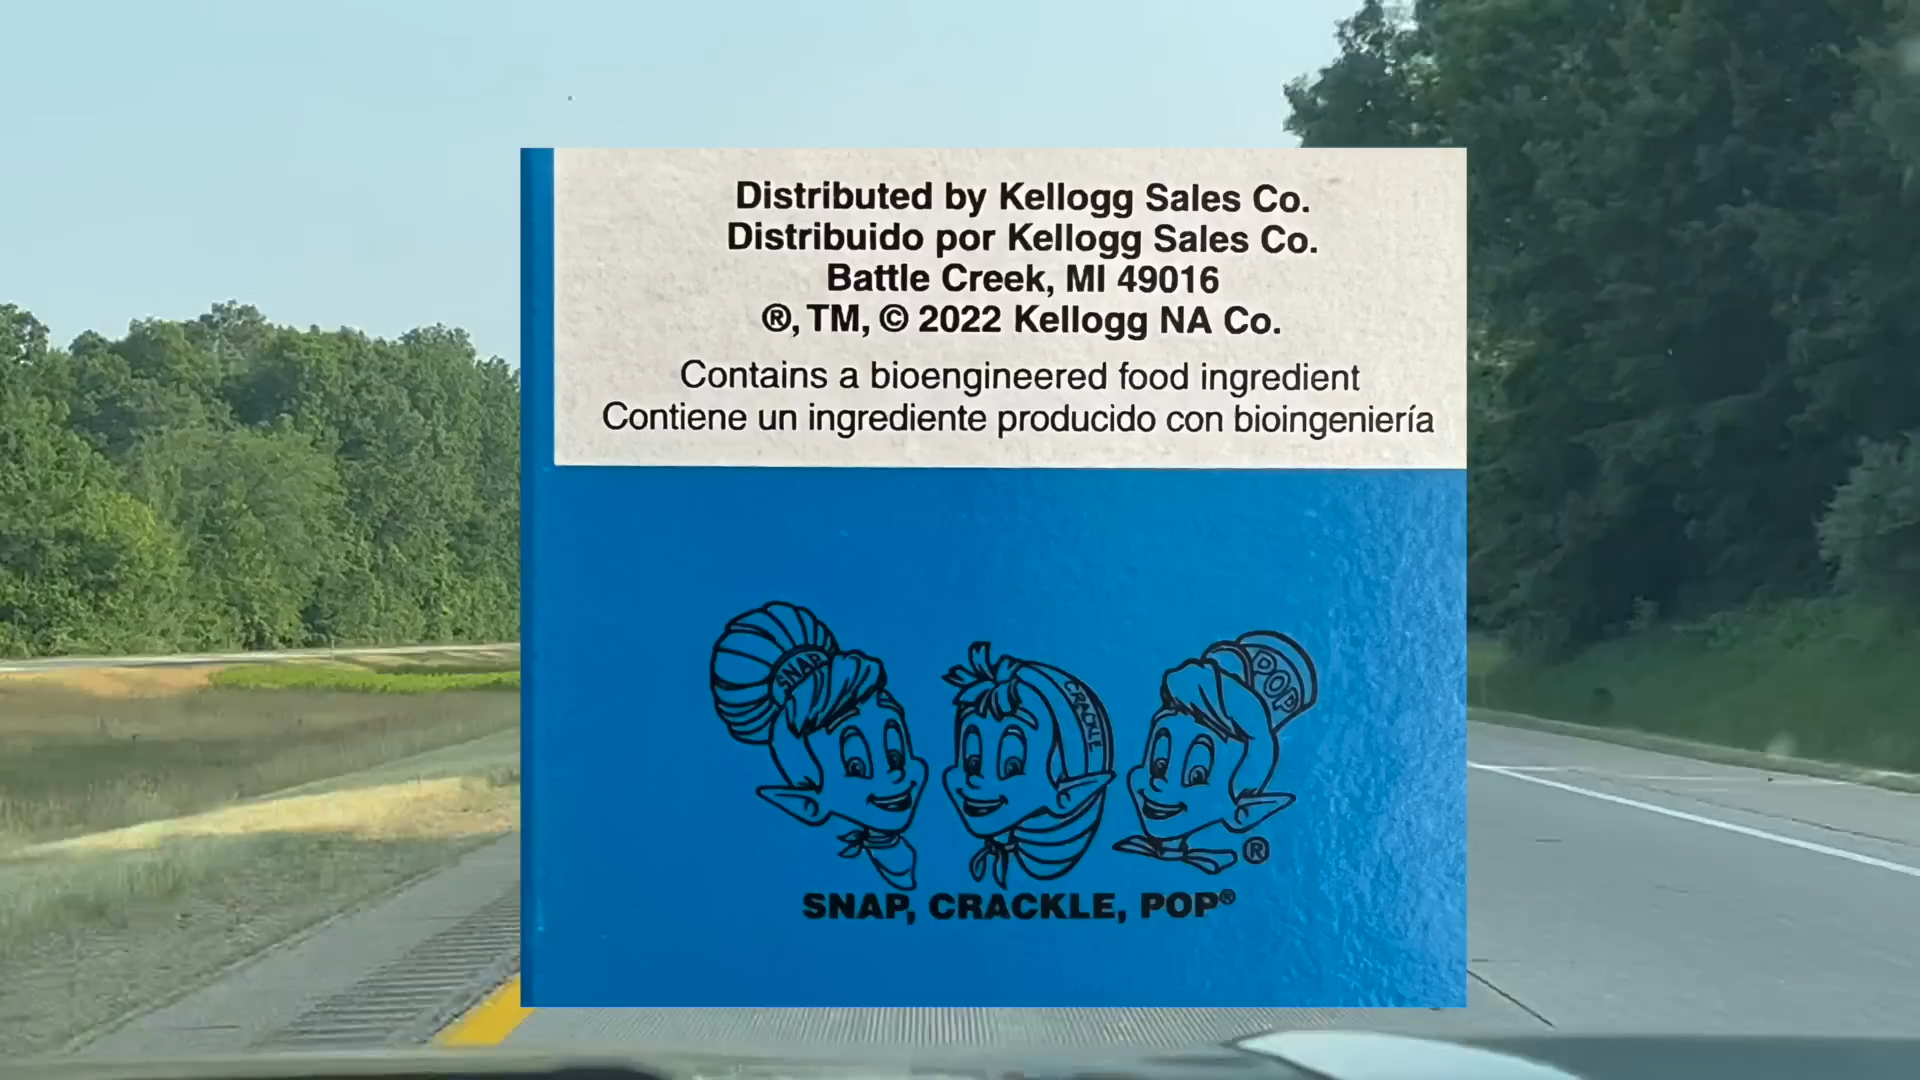 Distributed by Kellogg Sales Co.
Distribuido por Kellogg Sales Co.
Battle Creek, MI 49016
®, TM, © 2022 Kellogg NA Co.
Contains a bioengineered food ingredient
Contiene un ingrediente producido con bioingeniería
SNAP
CRACKLE
POP
®
SNAP, CRACKLE, POP®